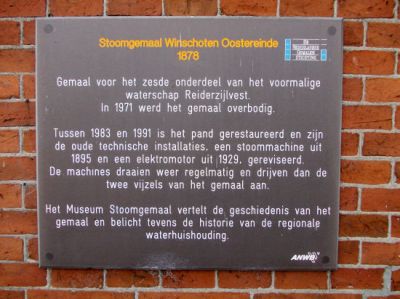 Stoomgemaal Winschoten Oostereinde
1878
Gemaal voor het zesde onderdeel van het voormalige
waterschap Reiderzijlvest.
In 1971 werd het gemaal overbodig.
Tussen 1983 en 1991 is het pand gerestaureerd en zijn
de oude technische installaties, een stoommachine uit
1895 en een elektromotor uit 1929, gereviseerd.
De machines draaien weer regelmatig en drijven dan de
twee vijzels van het gemaal aan.
Het Museum Stoomgemaal vertelt de geschiedenis van het
gemaal en belicht tevens de historie van de regionale
waterhuishouding.
ANWB